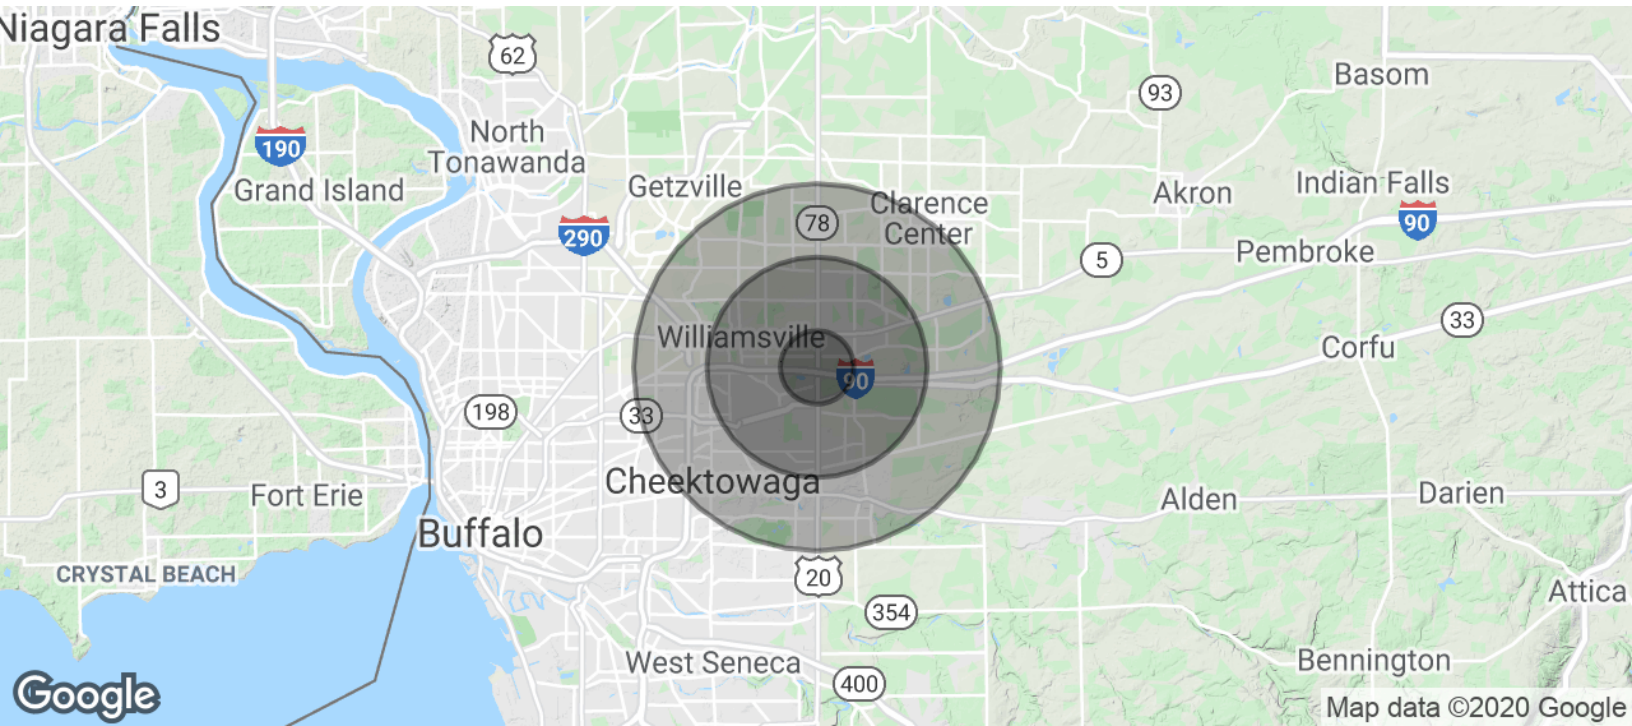 Niagara Falls
62
Basom
93
190
North
Tonawanda
Grand Island
Getzville
Clarence
Center
78
290
Akron
Indian Falls
90
Pembroke
5
33
Williamsville
Corfu
90
198
33
Cheektowaga
3
Fort Erie
Alden
Darien
Buffalo
CRYSTAL BEACH
20
Attica
354
West Seneca
Bennington
400
Google
Map data ©2020 Google